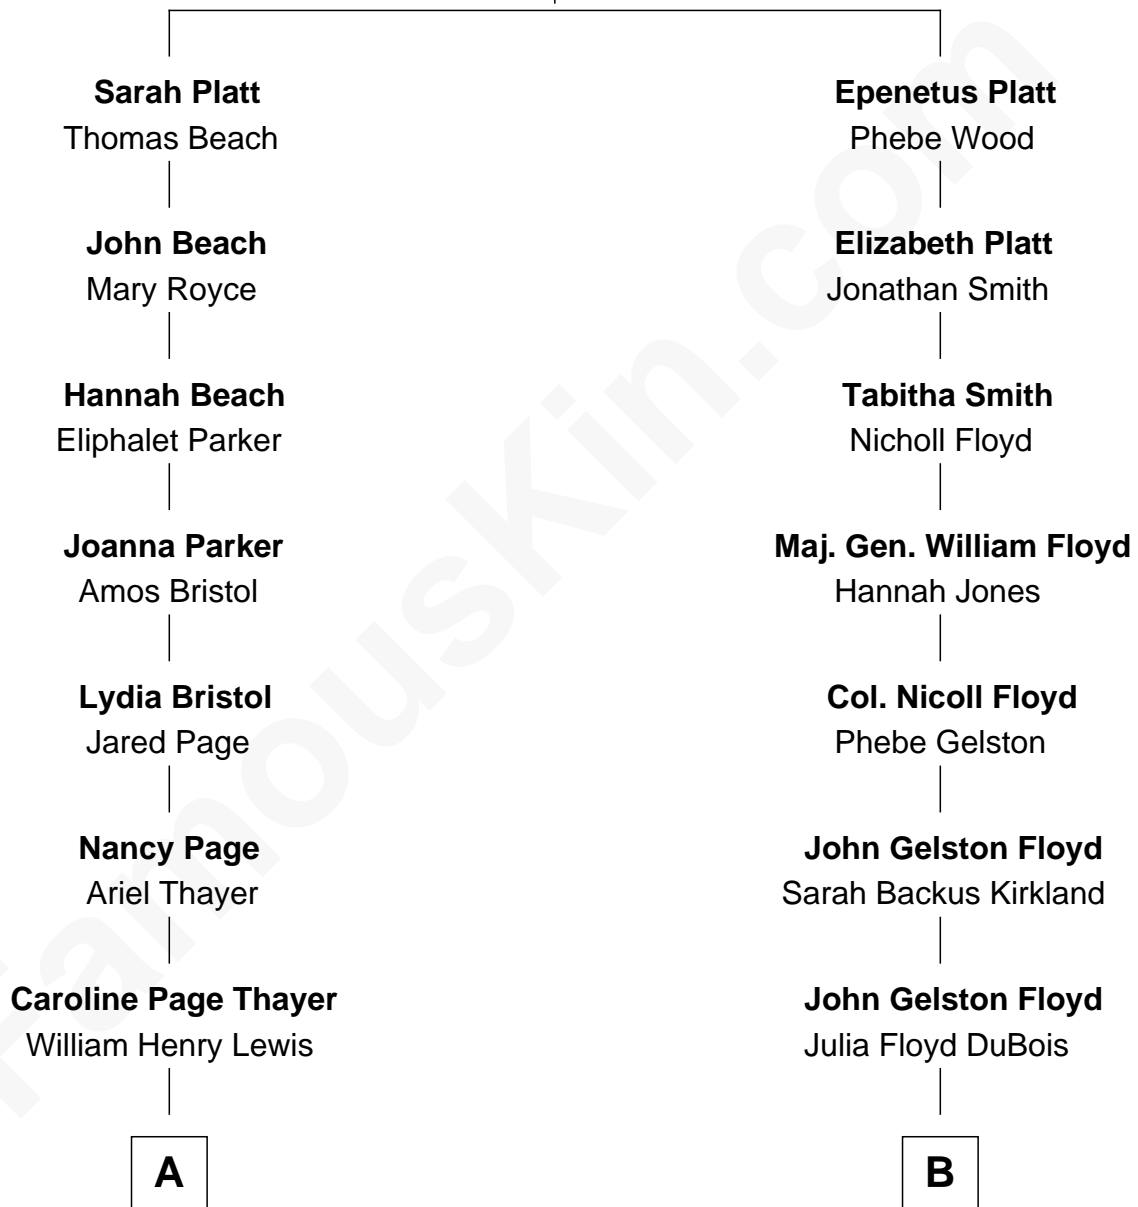 Sarah Platt
Thomas Beach
John Beach
Mary Royce
Hannah Beach
Eliphalet Parker
Joanna Parker
Amos Bristol
Lydia Bristol
Jared Page
Nancy Page
Ariel Thayer
Caroline Page Thayer
William Henry Lewis
A
Epenetus Platt
Phebe Wood
Elizabeth Platt
Jonathan Smith
Tabitha Smith
Nicholl Floyd
Maj. Gen. William Floyd
Hannah Jones
Col. Nicoll Floyd
Phebe Gelston
John Gelston Floyd
Sarah Backus Kirkland
John Gelston Floyd
Julia Floyd DuBois
B
FamousKin.com